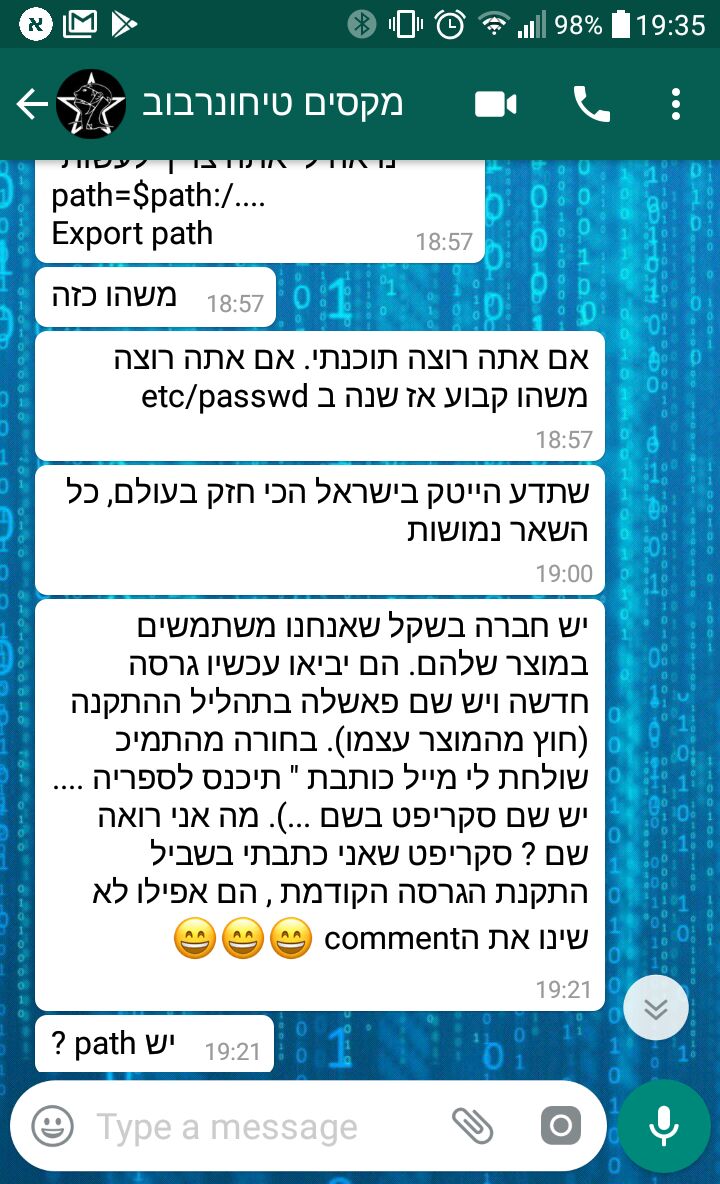 98% 19:35
מקסים טיחונרבוב
path=$path:/....
Export path
18:57
משהו כזה 18:57
אם אתה רוצה תוכנתי. אם אתה רוצה
משהו קבוע אז שנה ב etc/passwd
18:57
שתדע הייטק בישראל הכי חזק בעולם, כל
השאר נמושות
19:00
יש חברה בשקל שאנחנו משתמשים
במוצר שלהם. הם יביאו עכשיו גרסה
חדשה ויש שם פאשלה בתהליל ההתקנה
(חוץ מהמוצר עצמו). בחורה מהתמיכ
שולחת לי מייל כותבת " תיכנס לספריה ....
יש שם סקריפט בשם ...). מה אני רואה
שם ? סקריפט שאני כתבתי בשביל
התקנת הגרסה הקודמת , הם אפילו לא
שינו את הcomment 😄😄😄
19:21
יש path ? 19:21
Type a message